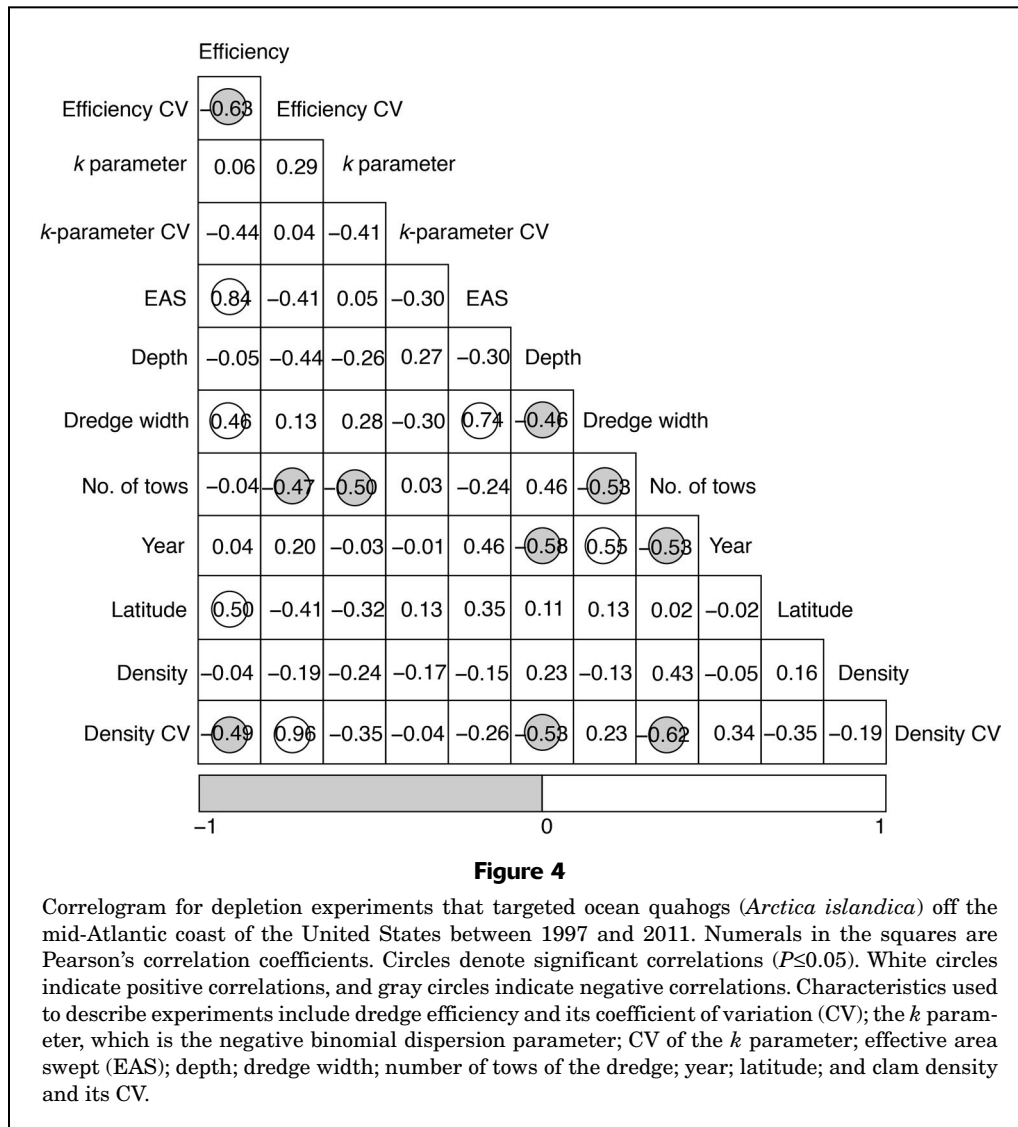 Efficiency
Efficiency CV −0.63 Efficiency CV
k parameter 0.06 0.29 k parameter
k-parameter CV −0.44 0.04 −0.41 k-parameter CV
EAS 0.84 −0.41 0.05 −0.30 EAS
Depth −0.05 −0.44 −0.26 0.27 −0.30 Depth
Dredge width 0.46 0.13 0.28 −0.30 0.74 −0.46 Dredge width
No. of tows −0.04 −0.47 −0.50 0.03 −0.24 0.46 −0.53 No. of tows
Year 0.04 0.20 −0.03 −0.01 0.46 −0.58 0.55 −0.53 Year
Latitude 0.50 −0.41 −0.32 0.13 0.35 0.11 0.13 0.02 −0.02 Latitude
Density −0.04 −0.19 −0.24 −0.17 −0.15 0.23 −0.13 0.43 −0.05 0.16 Density
Density CV −0.49 0.96 −0.35 −0.04 −0.26 −0.53 0.23 −0.62 0.34 −0.35 −0.19 Density CV
−1 0 1
Figure 4
Correlogram for depletion experiments that targeted ocean quahogs (Arctica islandica) off the
mid-Atlantic coast of the United States between 1997 and 2011. Numerals in the squares are
Pearson's correlation coefficients. Circles denote significant correlations (P≤0.05). White circles
indicate positive correlations, and gray circles indicate negative correlations. Characteristics used
to describe experiments include dredge efficiency and its coefficient of variation (CV); the k param-
eter, which is the negative binomial dispersion parameter; CV of the k parameter; effective area
swept (EAS); depth; dredge width; number of tows of the dredge; year; latitude; and clam density
and its CV.